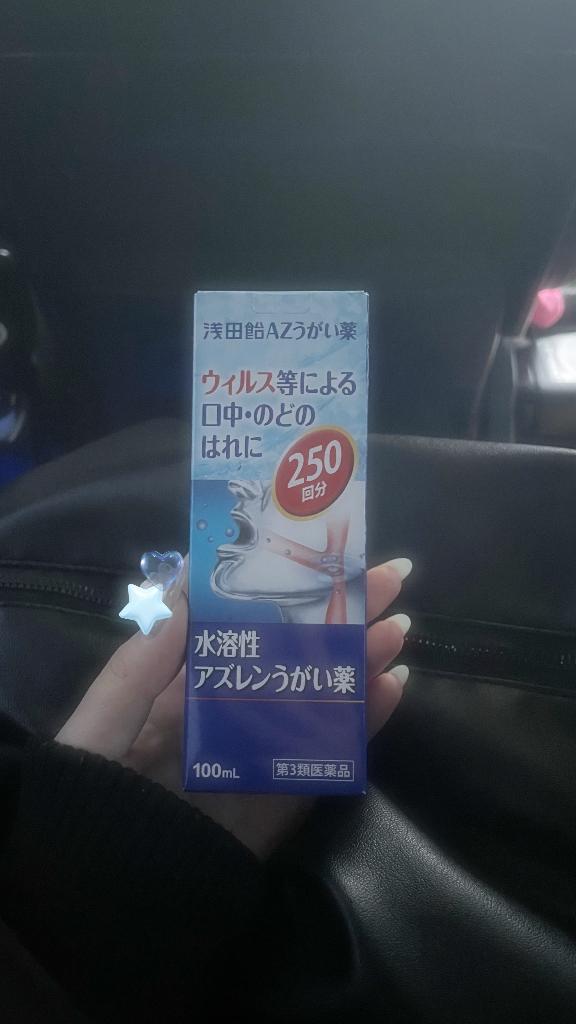 浅田飴AZうがい薬
ウィルス等による
口中・のどの
はれに
250
回分
水溶性
アズレンうがい薬
100mL
第3類医薬品